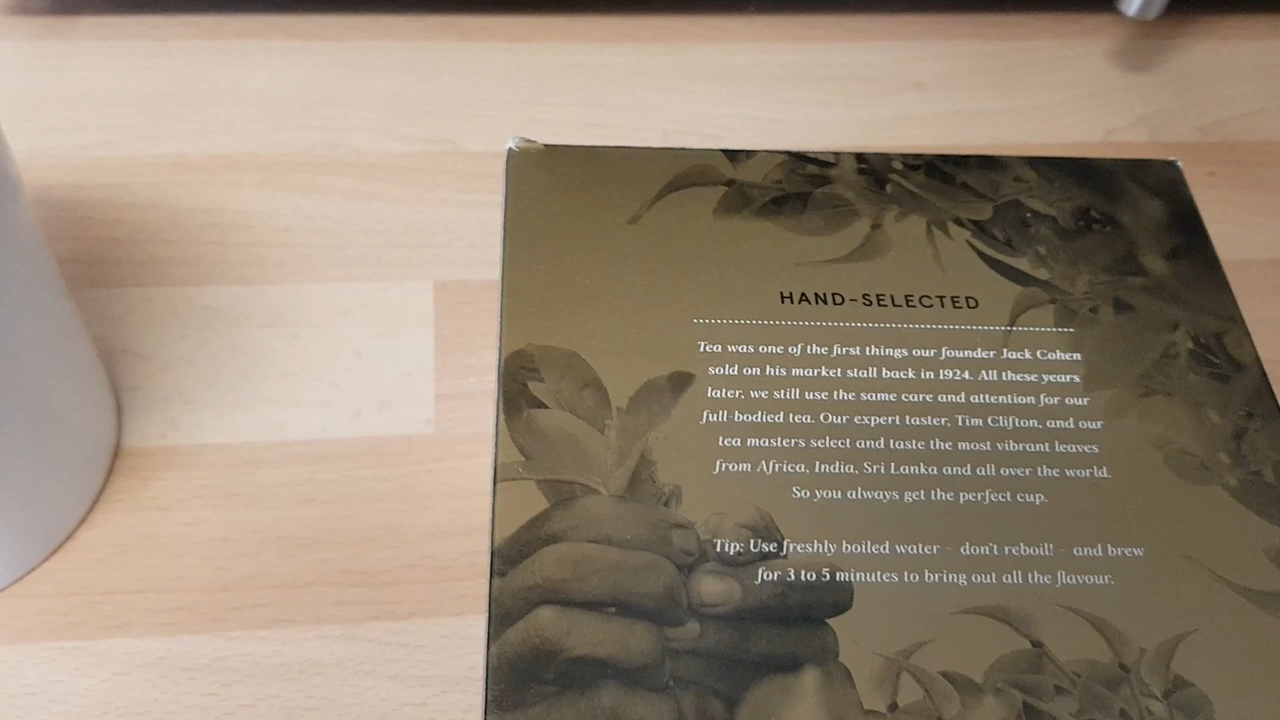 HAND-SELECTED
Tea was one of the first things our founder Jack Cohen
sold on his market stall back in 1924. All these years
later, we still use the same care and attention for our
full-bodied tea. Our expert taster, Tim Clifton, and our
tea masters select and taste the most vibrant leaves
from Africa, India, Sri Lanka and all over the world.
So you always get the perfect cup.
Tip: Use freshly boiled water - don't reboil! - and brew
for 3 to 5 minutes to bring out all the flavour.